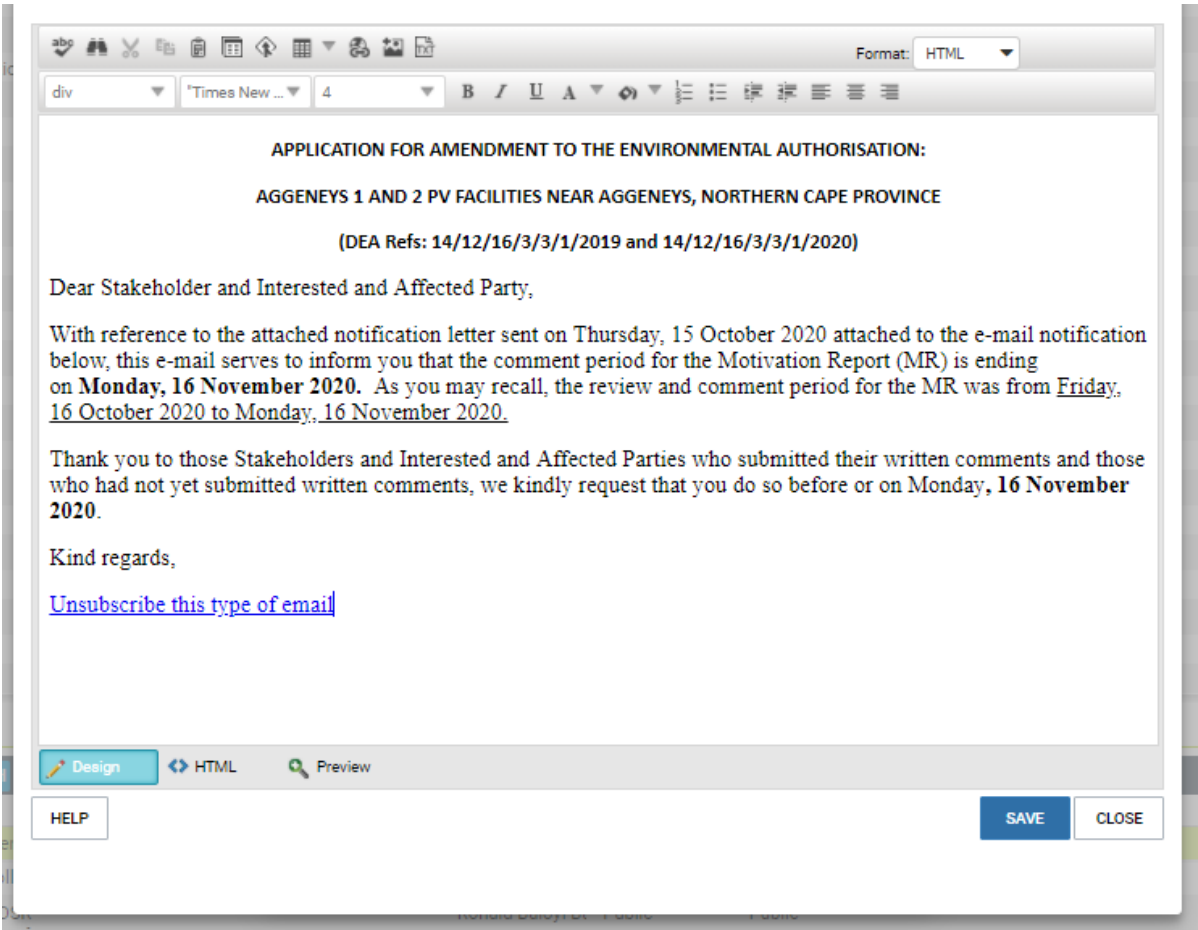 abc
TXT
Format: HTML
div "Times New ... 4 B I U A
APPLICATION FOR AMENDMENT TO THE ENVIRONMENTAL AUTHORISATION:
AGGENEYS 1 AND 2 PV FACILITIES NEAR AGGENEYS, NORTHERN CAPE PROVINCE
(DEA Refs: 14/12/16/3/3/1/2019 and 14/12/16/3/3/1/2020)
Dear Stakeholder and Interested and Affected Party,
With reference to the attached notification letter sent on Thursday, 15 October 2020 attached to the e-mail notification
below, this e-mail serves to inform you that the comment period for the Motivation Report (MR) is ending
on Monday, 16 November 2020. As you may recall, the review and comment period for the MR was from Friday,
16 October 2020 to Monday, 16 November 2020.
Thank you to those Stakeholders and Interested and Affected Parties who submitted their written comments and those
who had not yet submitted written comments, we kindly request that you do so before or on Monday, 16 November
2020.
Kind regards,
Unsubscribe this type of email
Design HTML Preview
HELP SAVE CLOSE